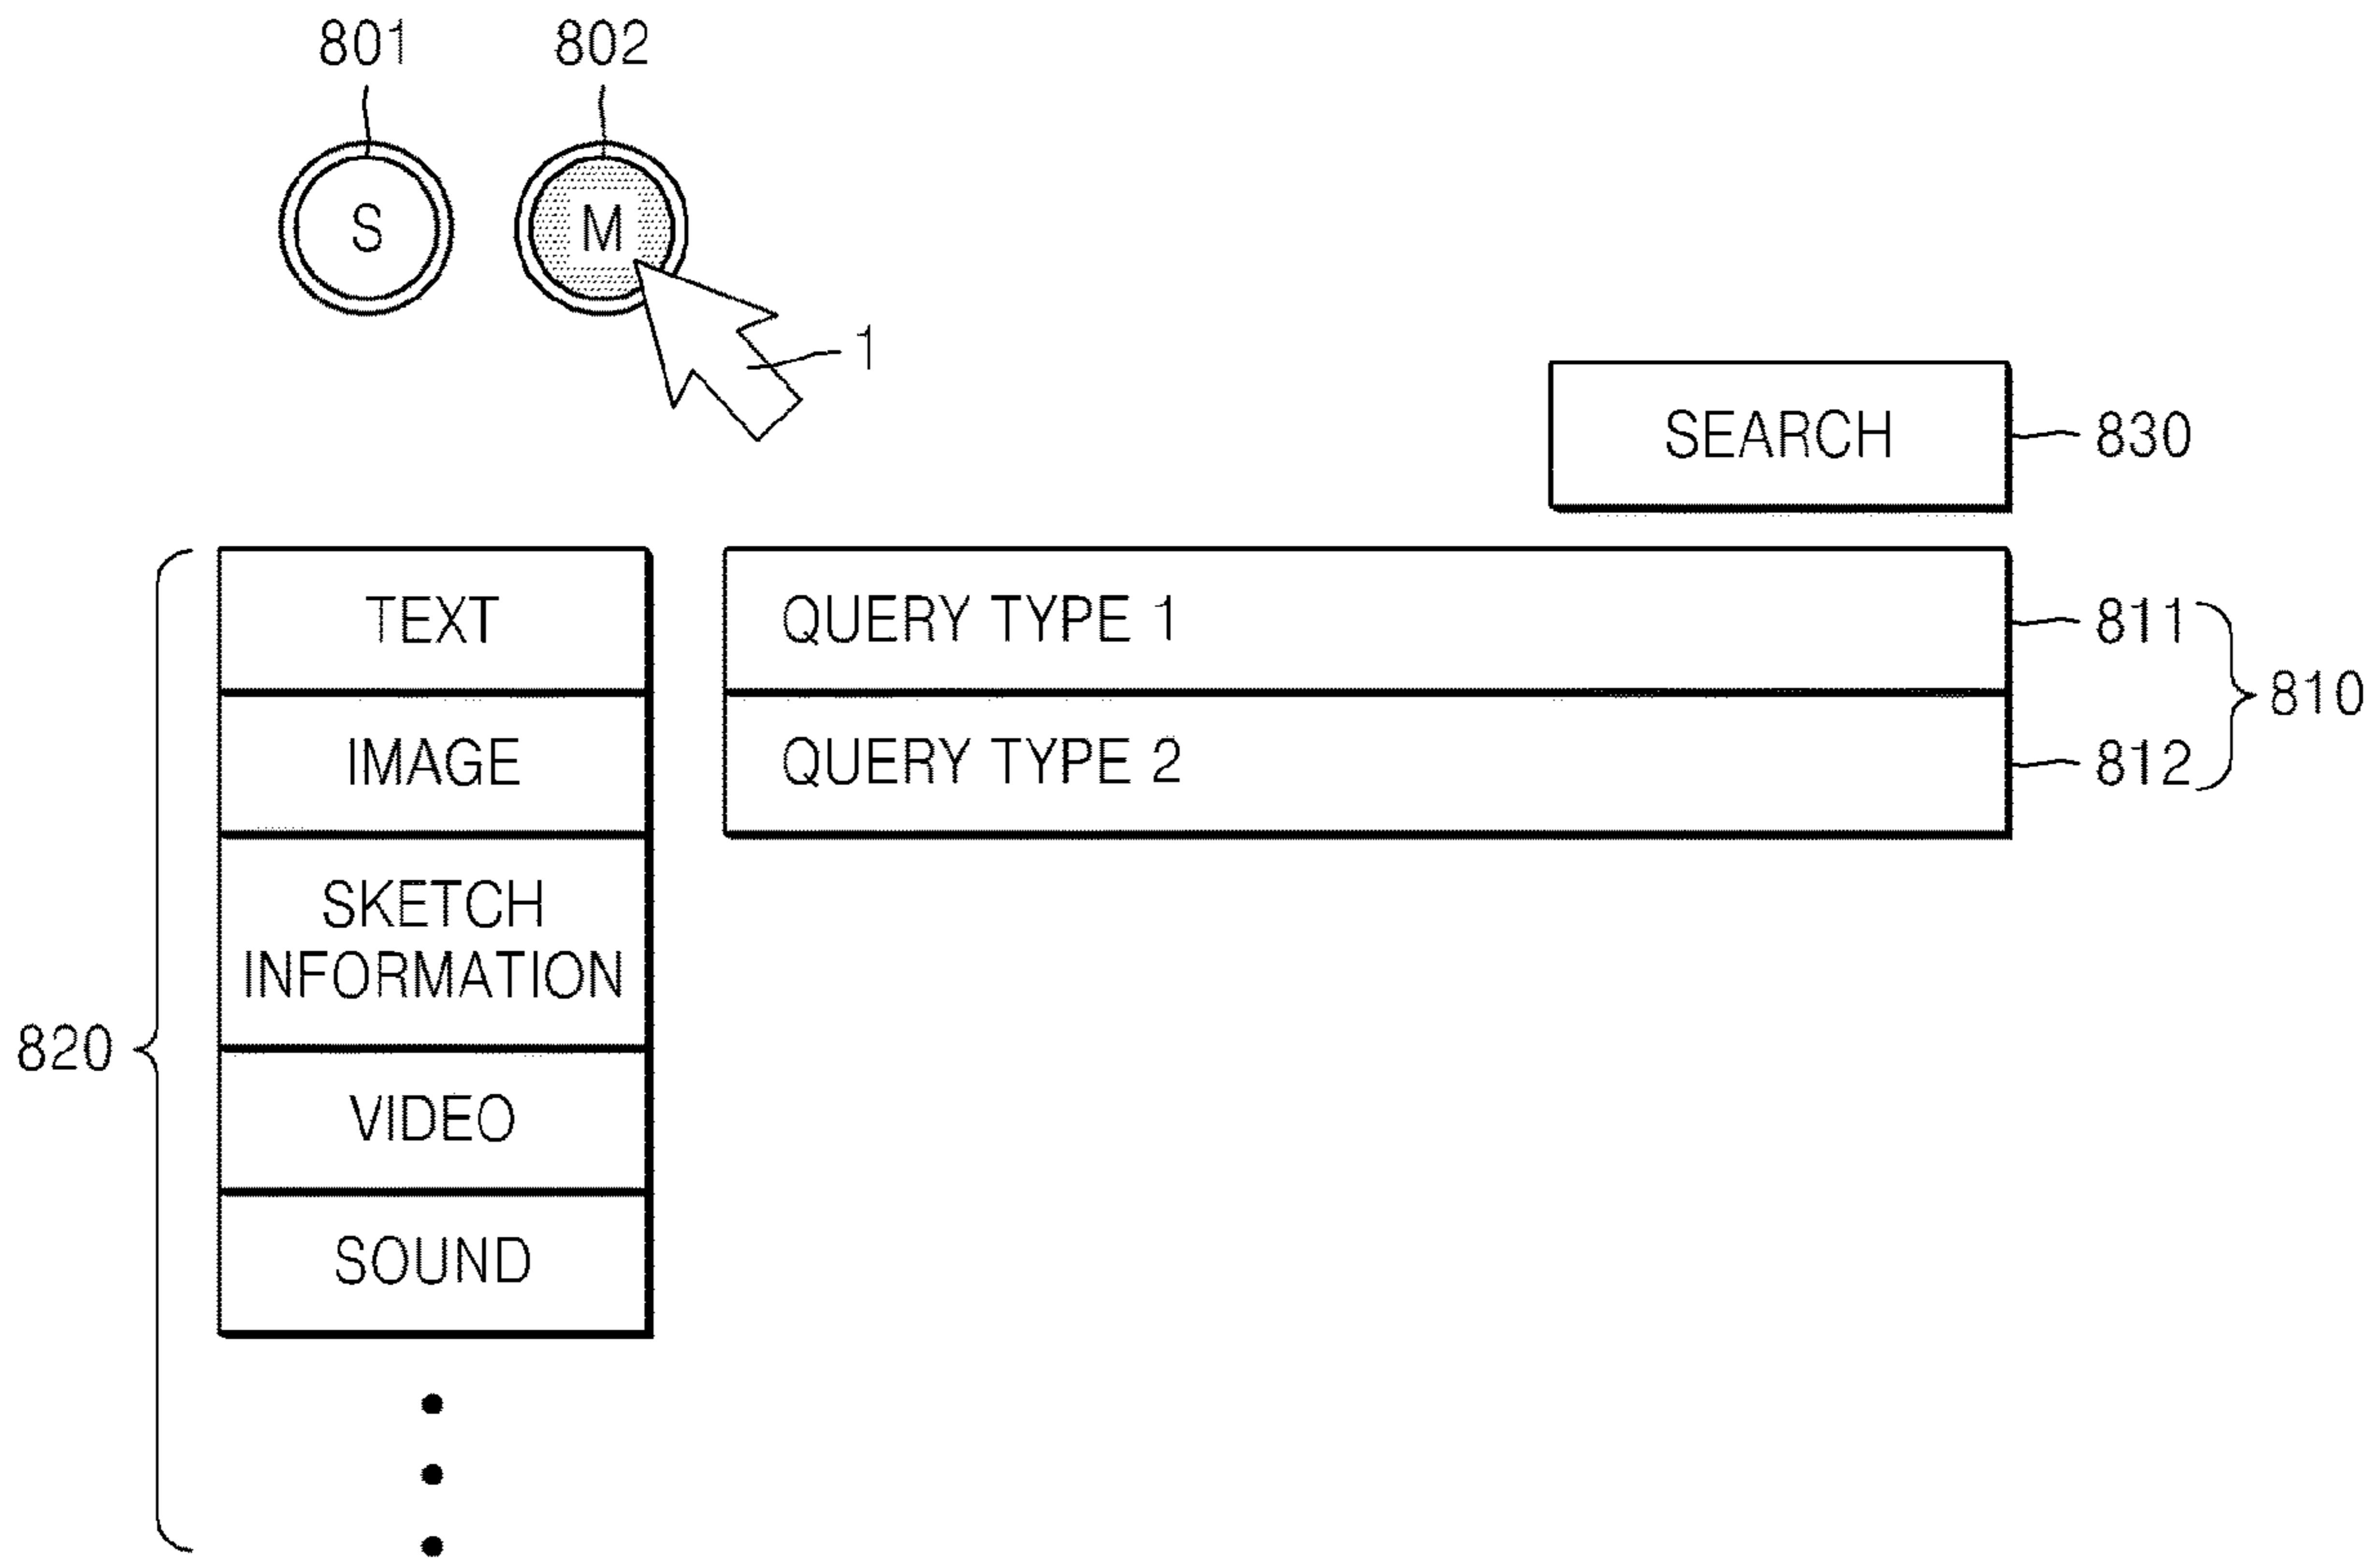 801 802
S M
1
SEARCH 830
TEXT QUERY TYPE 1 811
810
IMAGE QUERY TYPE 2 812
SKETCH
INFORMATION
820
VIDEO
SOUND